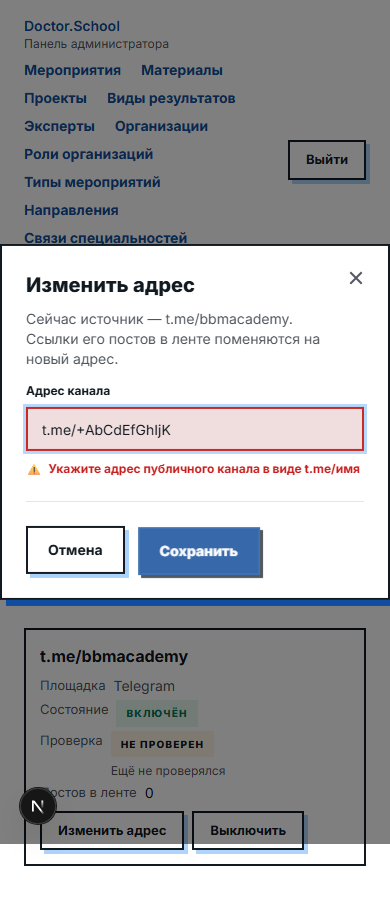 Doctor.School
Панель администратора
Мероприятия Материалы
Проекты Виды результатов
Эксперты Организации
Роли организаций
Выйти
Типы мероприятий
Направления
Связи специальностей
Изменить адрес
Сейчас источник — t.me/bbmacademy.
Ссылки его постов в ленте поменяются на
новый адрес.
Адрес канала
t.me/+AbCdEfGhIjK
Укажите адрес публичного канала в виде t.me/имя
Отмена Сохранить
t.me/bbmacademy
Площадка Telegram
Состояние ВКЛЮЧЁН
Проверка НЕ ПРОВЕРЕН
Ещё не проверялся
Постов в ленте 0
N
Изменить адрес Выключить